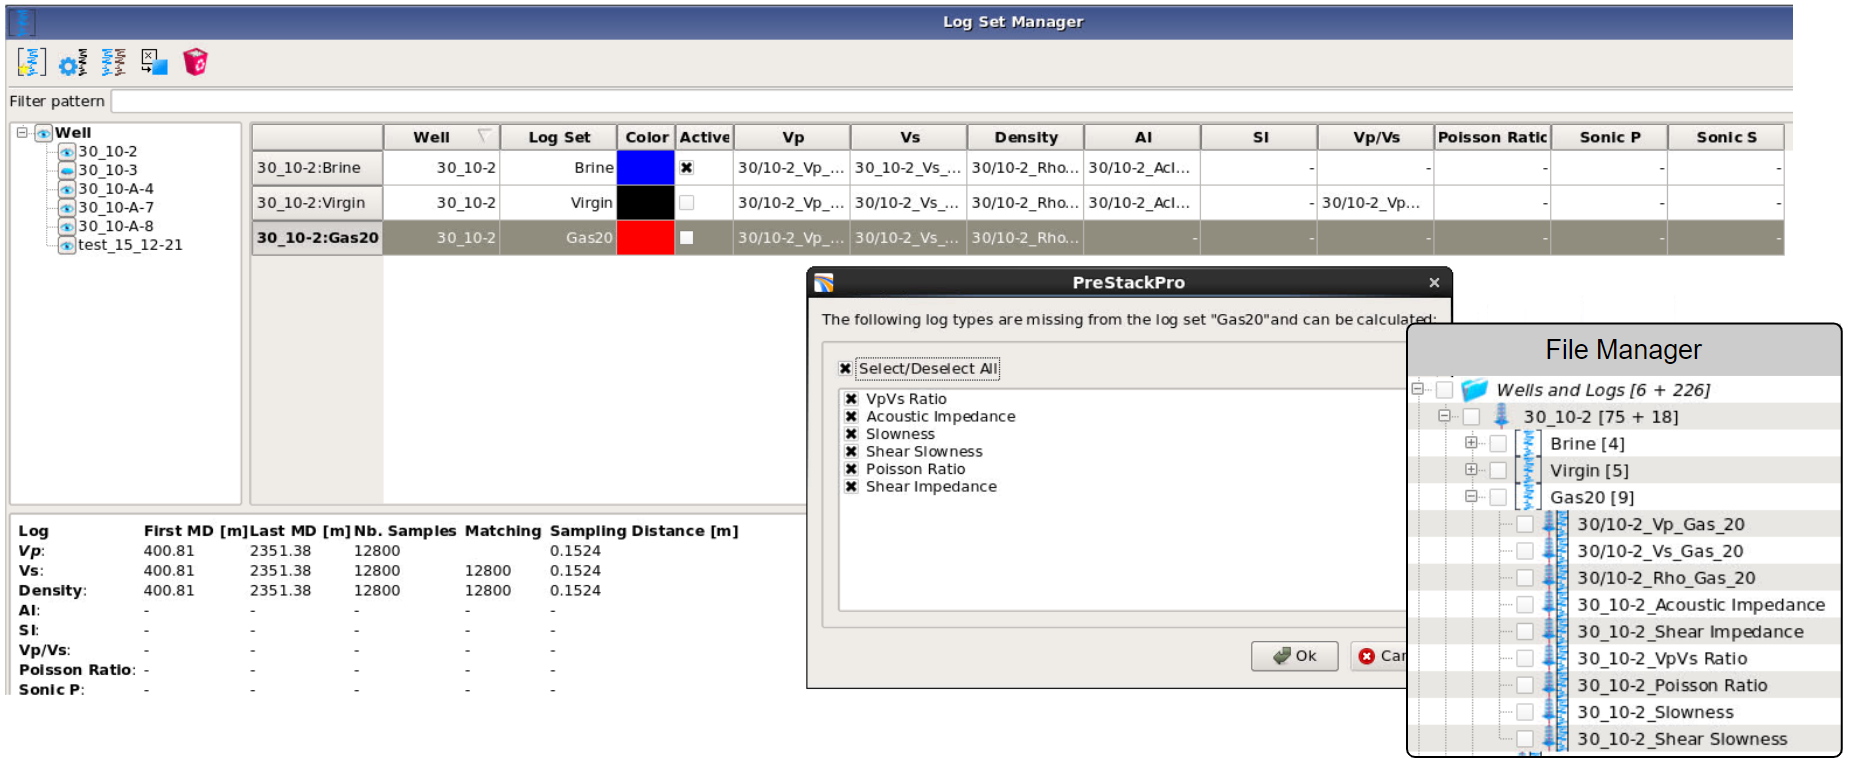 Log Set Manager
Filter pattern
Well
30_10-2
30_10-3
30_10-A-4
30_10-A-7
30_10-A-8
test_15_12-21
Well Log Set Color Active Vp Vs Density AI SI Vp/Vs Poisson Ratio Sonic P Sonic S
30_10-2:Brine 30_10-2 Brine 30/10-2_Vp_... 30_10-2_Vs_... 30/10-2_Rho... 30/10-2_AcI... - - - - -
30_10-2:Virgin 30_10-2 Virgin 30/10-2_Vp_... 30/10-2_Vs_... 30/10-2_Rho... 30/10-2_AcI... - 30/10-2_Vp... - - -
30_10-2:Gas20 30_10-2 Gas20 30/10-2_Vp_... 30/10-2_Vs_... 30/10-2_Rho... - - - - - -
Log First MD [m] Last MD [m] Nb. Samples Matching Sampling Distance [m]
Vp: 400.81 2351.38 12800 0.1524
Vs: 400.81 2351.38 12800 12800 0.1524
Density: 400.81 2351.38 12800 12800 0.1524
AI: - - - - -
SI: - - - - -
Vp/Vs: - - - - -
Poisson Ratio: - - - - -
Sonic P: - - - - -
PreStackPro
The following log types are missing from the log set "Gas20"and can be calculated:
Select/Deselect All
VpVs Ratio
Acoustic Impedance
Slowness
Shear Slowness
Poisson Ratio
Shear Impedance
Ok Can
File Manager
Wells and Logs [6 + 226]
30_10-2 [75 + 18]
Brine [4]
Virgin [5]
Gas20 [9]
30/10-2_Vp_Gas_20
30/10-2_Vs_Gas_20
30/10-2_Rho_Gas_20
30_10-2_Acoustic Impedance
30_10-2_Shear Impedance
30_10-2_VpVs Ratio
30_10-2_Poisson Ratio
30_10-2_Slowness
30_10-2_Shear Slowness